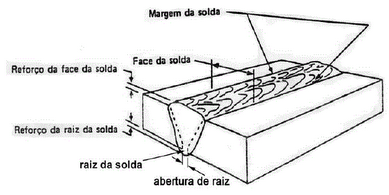 Margem da solda
Face da solda
Reforço da face da solda
Reforço da raiz da solda
raiz da solda
abertura de raiz